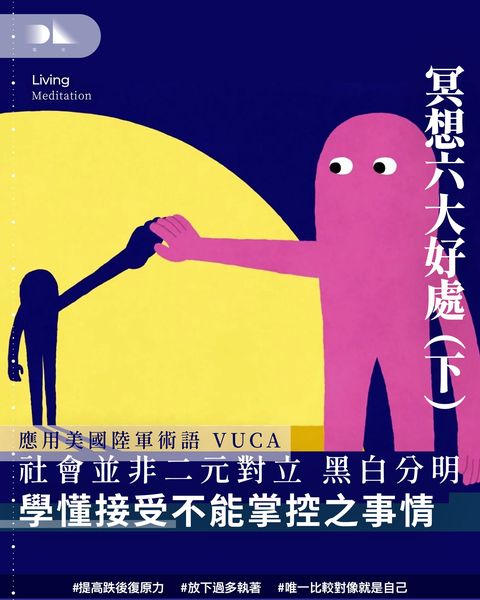 Living
Meditation
冥想六大好處(下)
應用美國陸軍術語 VUCA
社會並非二元對立 黑白分明
學懂接受不能掌控之事情
#提高跌後復原力 #放下過多執著 #唯一比較對像就是自己